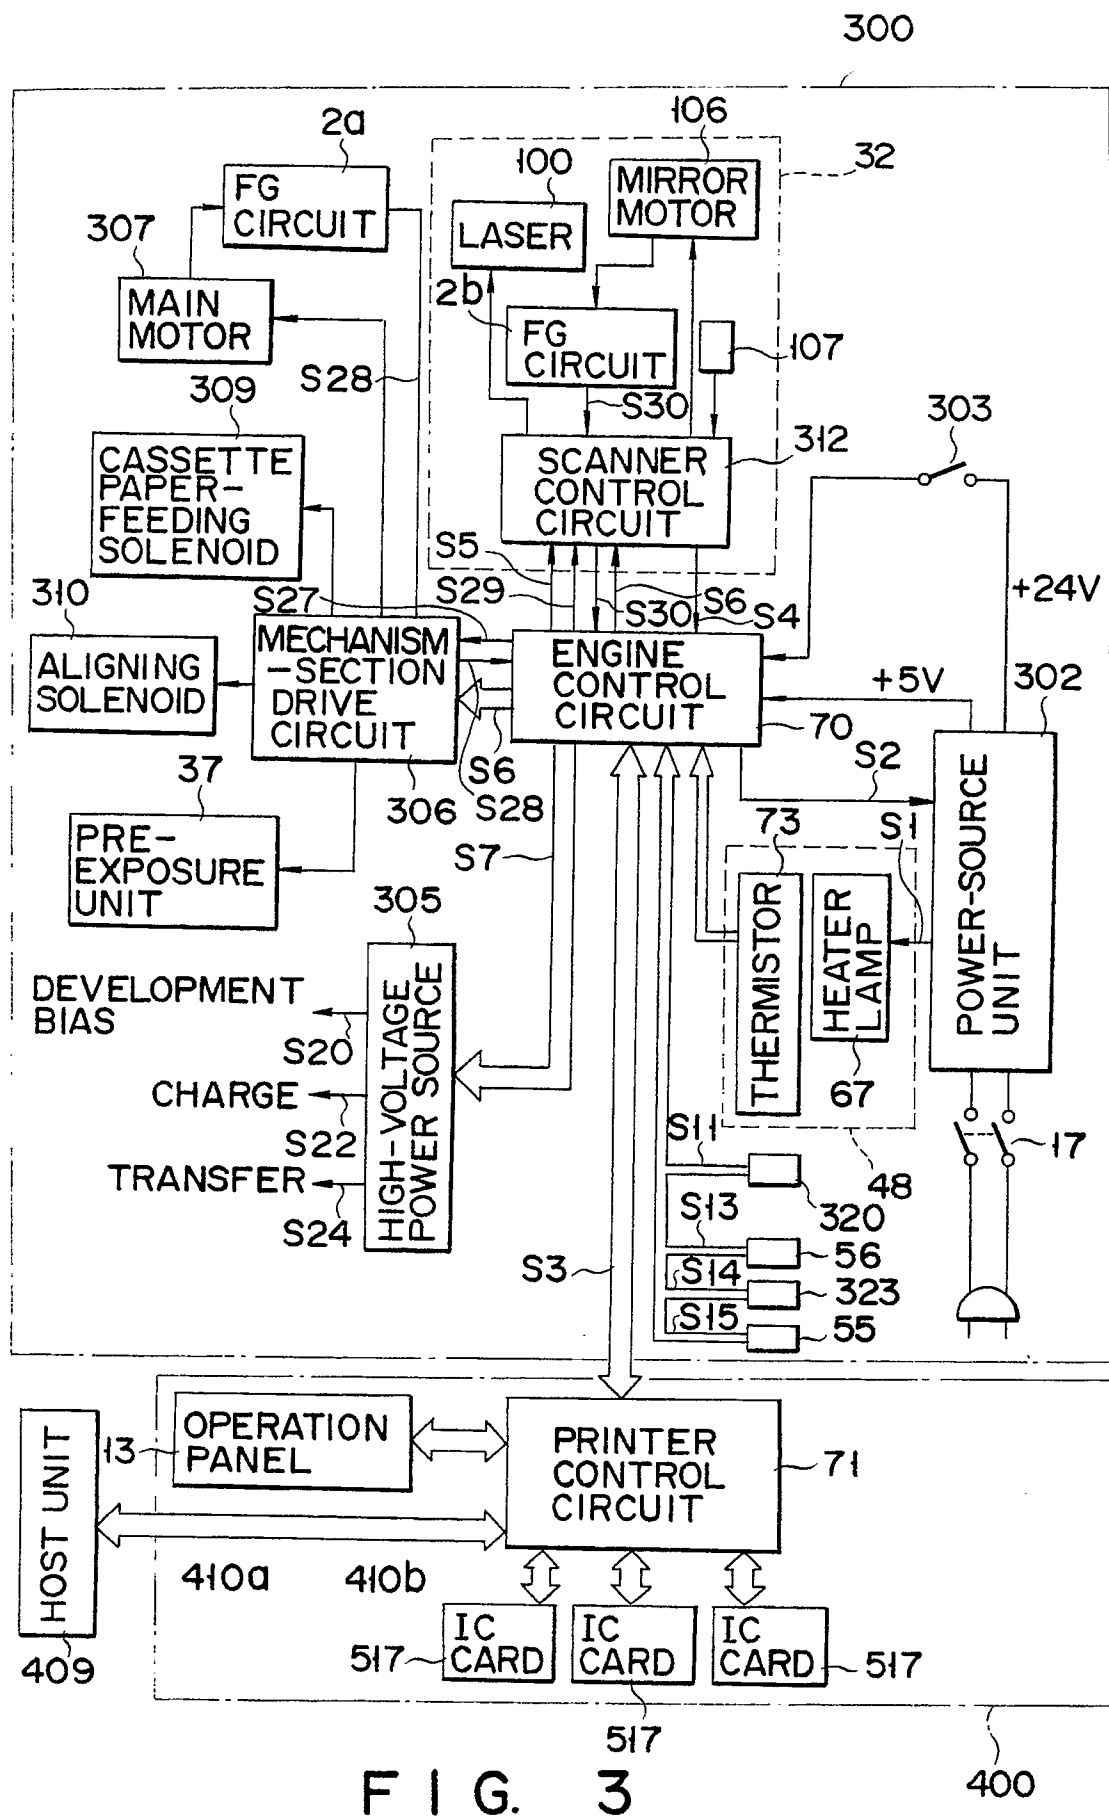 300
2a
106
100
32
FG
CIRCUIT
MIRROR
MOTOR
307
LASER
2b
MAIN
MOTOR
FG
CIRCUIT
107
S28
309
S30
303
312
CASSETTE
PAPER-
FEEDING
SOLENOID
SCANNER
CONTROL
CIRCUIT
S5
S29
S6
310
S27
S30
S4
+24V
MECHANISM
-SECTION
DRIVE
CIRCUIT
ENGINE
CONTROL
CIRCUIT
ALIGNING
SOLENOID
+5V
302
70
37
S6
S2
306
S28
73
S1
PRE-
EXPOSURE
UNIT
S7
305
POWER-SOURCE
UNIT
THERMISTOR
HEATER
LAMP
DEVELOPMENT
BIAS
S20
HIGH-VOLTAGE
POWER SOURCE
67
CHARGE
S22
S11
17
TRANSFER
S24
48
320
S13
S3
56
S14
323
S15
55
OPERATION
PANEL
13
PRINTER
CONTROL
CIRCUIT
71
HOST UNIT
410a
410b
409
IC
CARD
IC
CARD
IC
CARD
517
517
517
400
FIG. 3